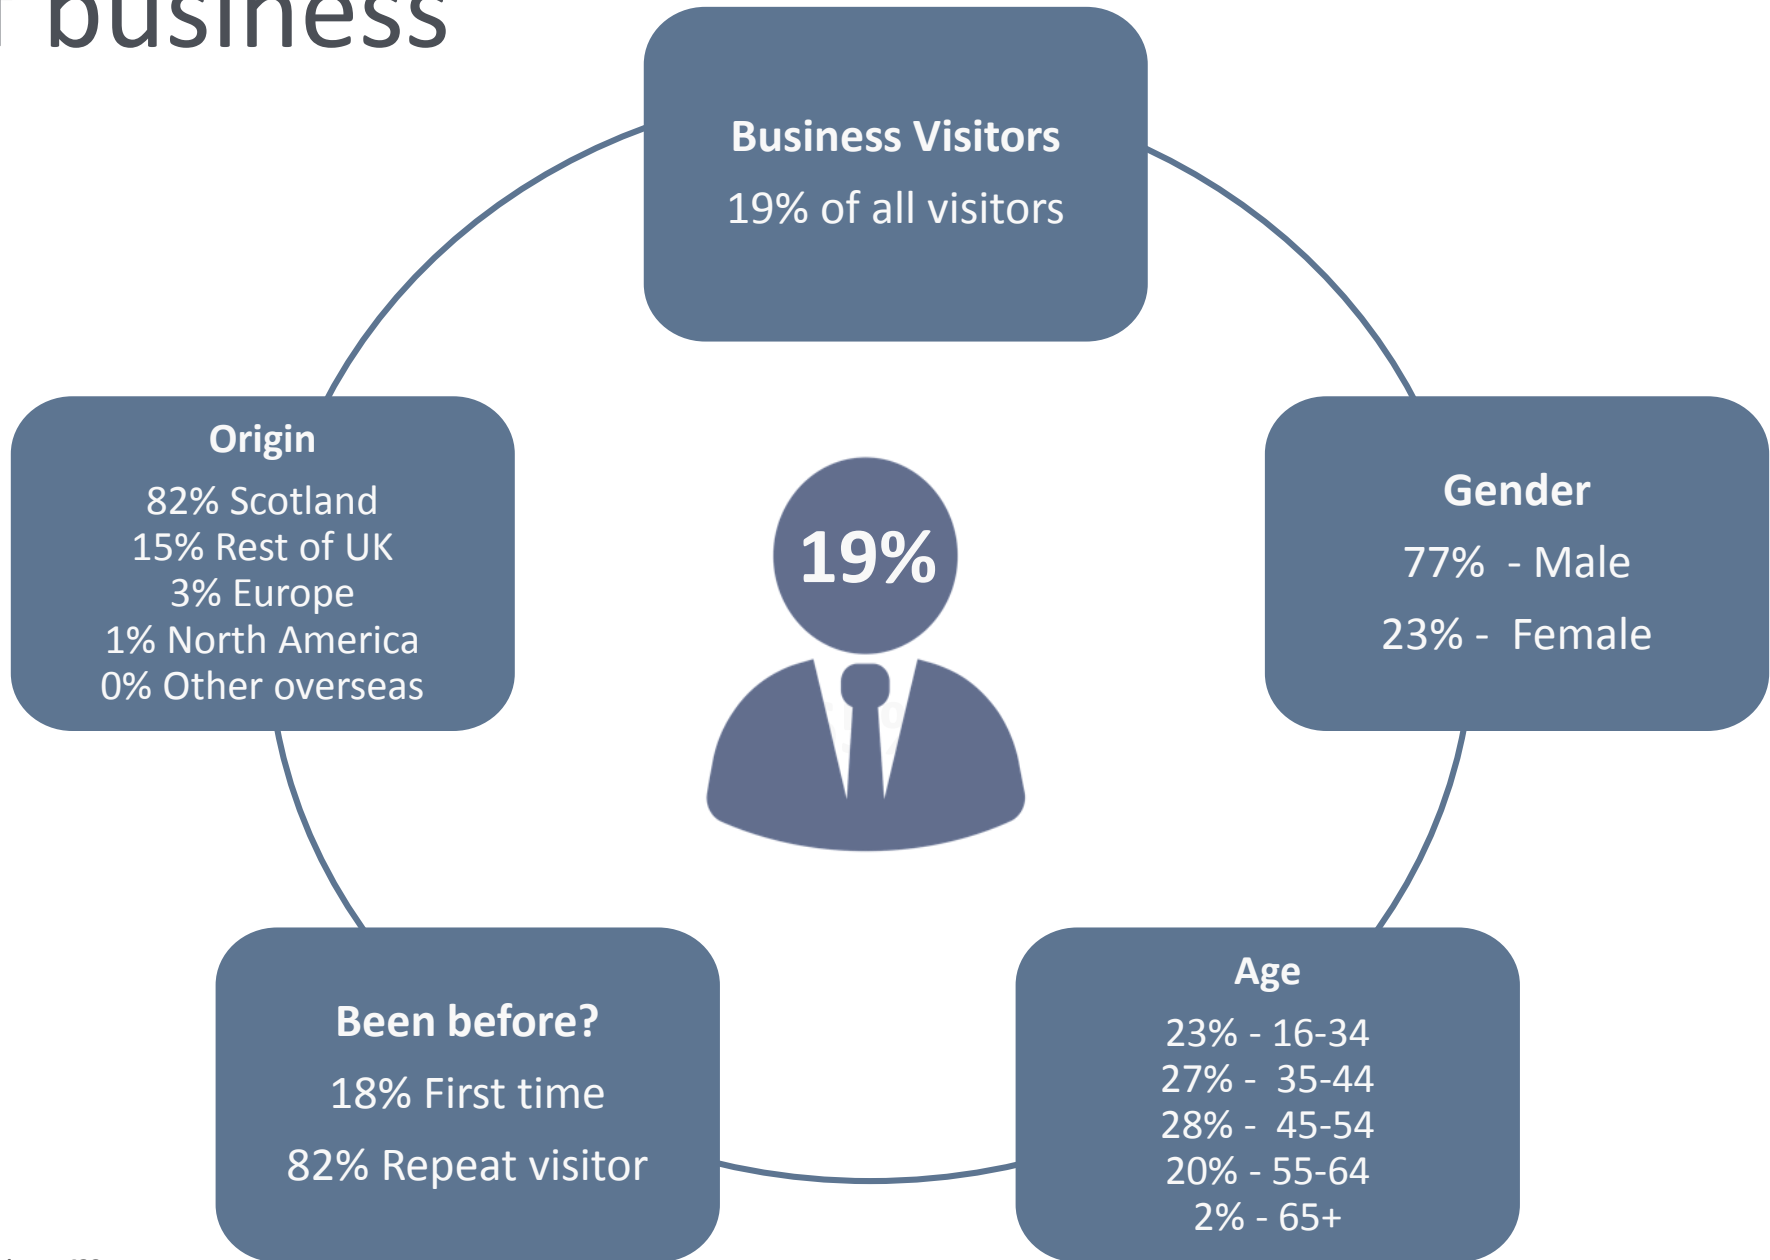 business
Business Visitors
19% of all visitors
Origin
82% Scotland
15% Rest of UK
3% Europe
1% North America
0% Other overseas
19%
Gender
77% - Male
23% - Female
Been before?
18% First time
82% Repeat visitor
Age
23% - 16-34
27% - 35-44
28% - 45-54
20% - 55-64
2% - 65+